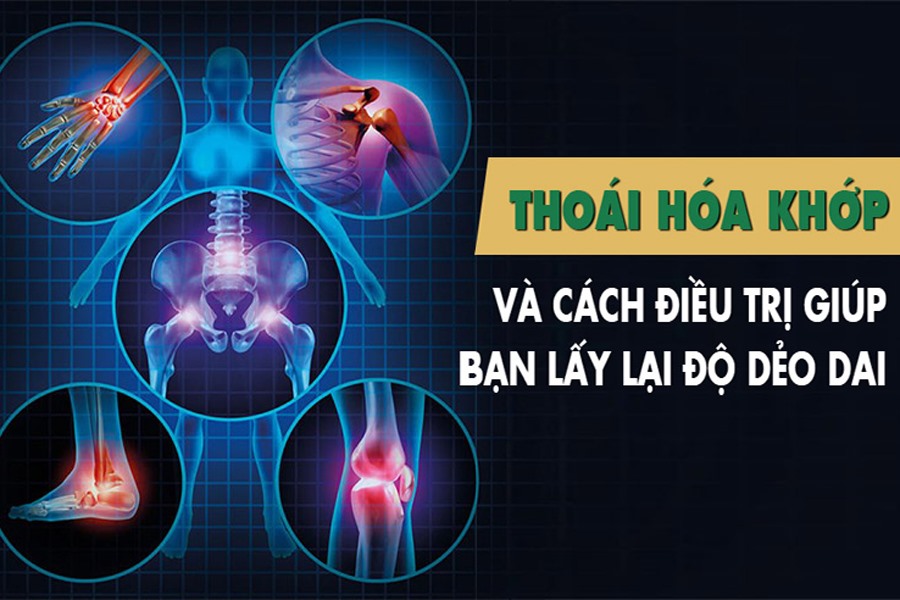 THOÁI HÓA KHỚP
VÀ CÁCH ĐIỀU TRỊ GIÚP
BẠN LẤY LẠI ĐỘ DẺO DAI